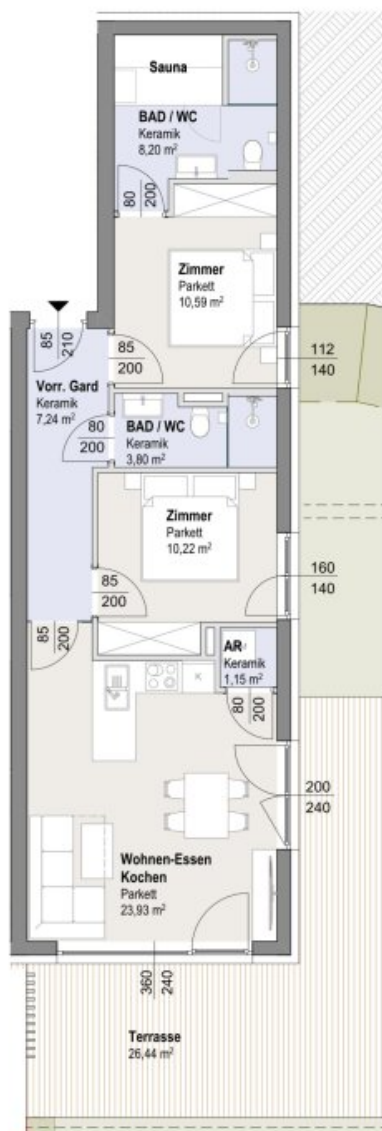 Sauna
BAD / WC
Keramik
8,20 m²
80
200
Zimmer
Parkett
10,59 m²
85
210
85
200
112
140
Vorr. Gard
Keramik
7,24 m²
80
200
BAD / WC
Keramik
3,80 m²
Zimmer
Parkett
10,22 m²
85
200
160
140
85
200
AR
Keramik
1,15 m²
K
80
200
200
240
Wohnen-Essen
Kochen
Parkett
23,93 m²
360
240
Terrasse
26,44 m²